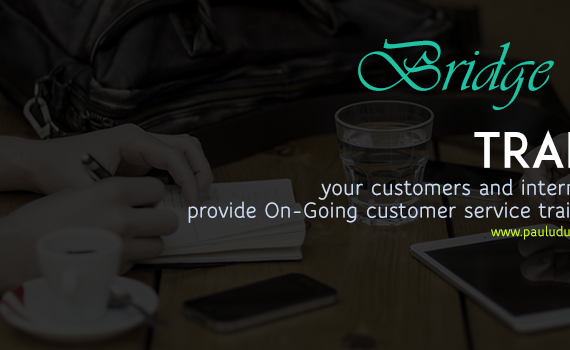 Bridge
TRAI
your customers and intern
provide On-Going customer service trai
www.pauludu